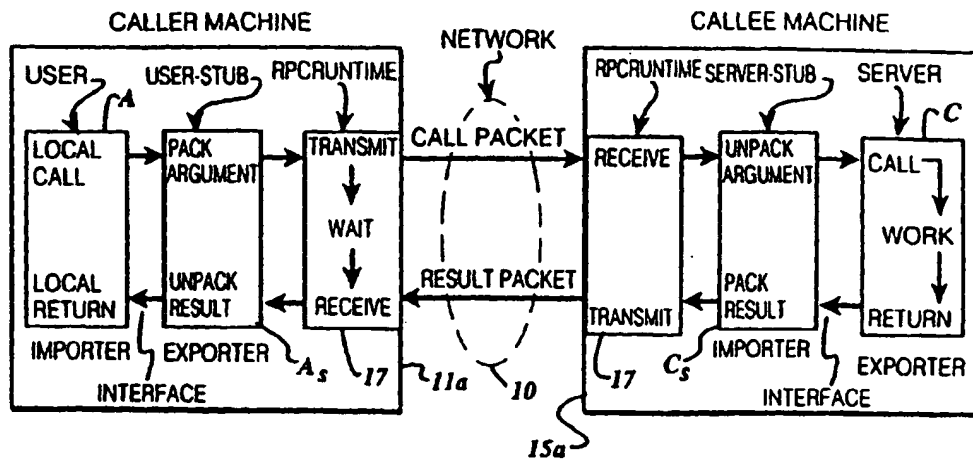 CALLER MACHINE
USER
A
USER-STUB
RPCRUNTIME
LOCAL
CALL
PACK
ARGUMENT
TRANSMIT
WAIT
RECEIVE
LOCAL
RETURN
UNPACK
RESULT
IMPORTER
EXPORTER
INTERFACE
As
17
11a
NETWORK
CALL PACKET
RESULT PACKET
10
CALLEE MACHINE
RPCRUNTIME
SERVER-STUB
SERVER
C
RECEIVE
UNPACK
ARGUMENT
CALL
WORK
RETURN
TRANSMIT
PACK
RESULT
17
Cs
IMPORTER
EXPORTER
INTERFACE
15a